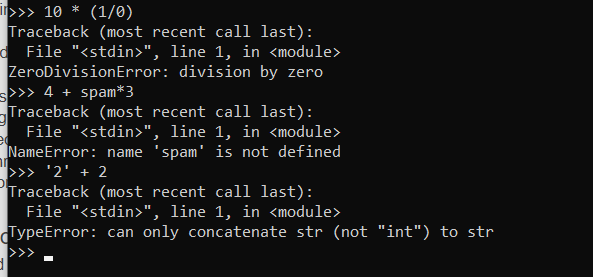 >>> 10 * (1/0)
Traceback (most recent call last):
  File "<stdin>", line 1, in <module>
ZeroDivisionError: division by zero
>>> 4 + spam*3
Traceback (most recent call last):
  File "<stdin>", line 1, in <module>
NameError: name 'spam' is not defined
>>> '2' + 2
Traceback (most recent call last):
  File "<stdin>", line 1, in <module>
TypeError: can only concatenate str (not "int") to str
>>>